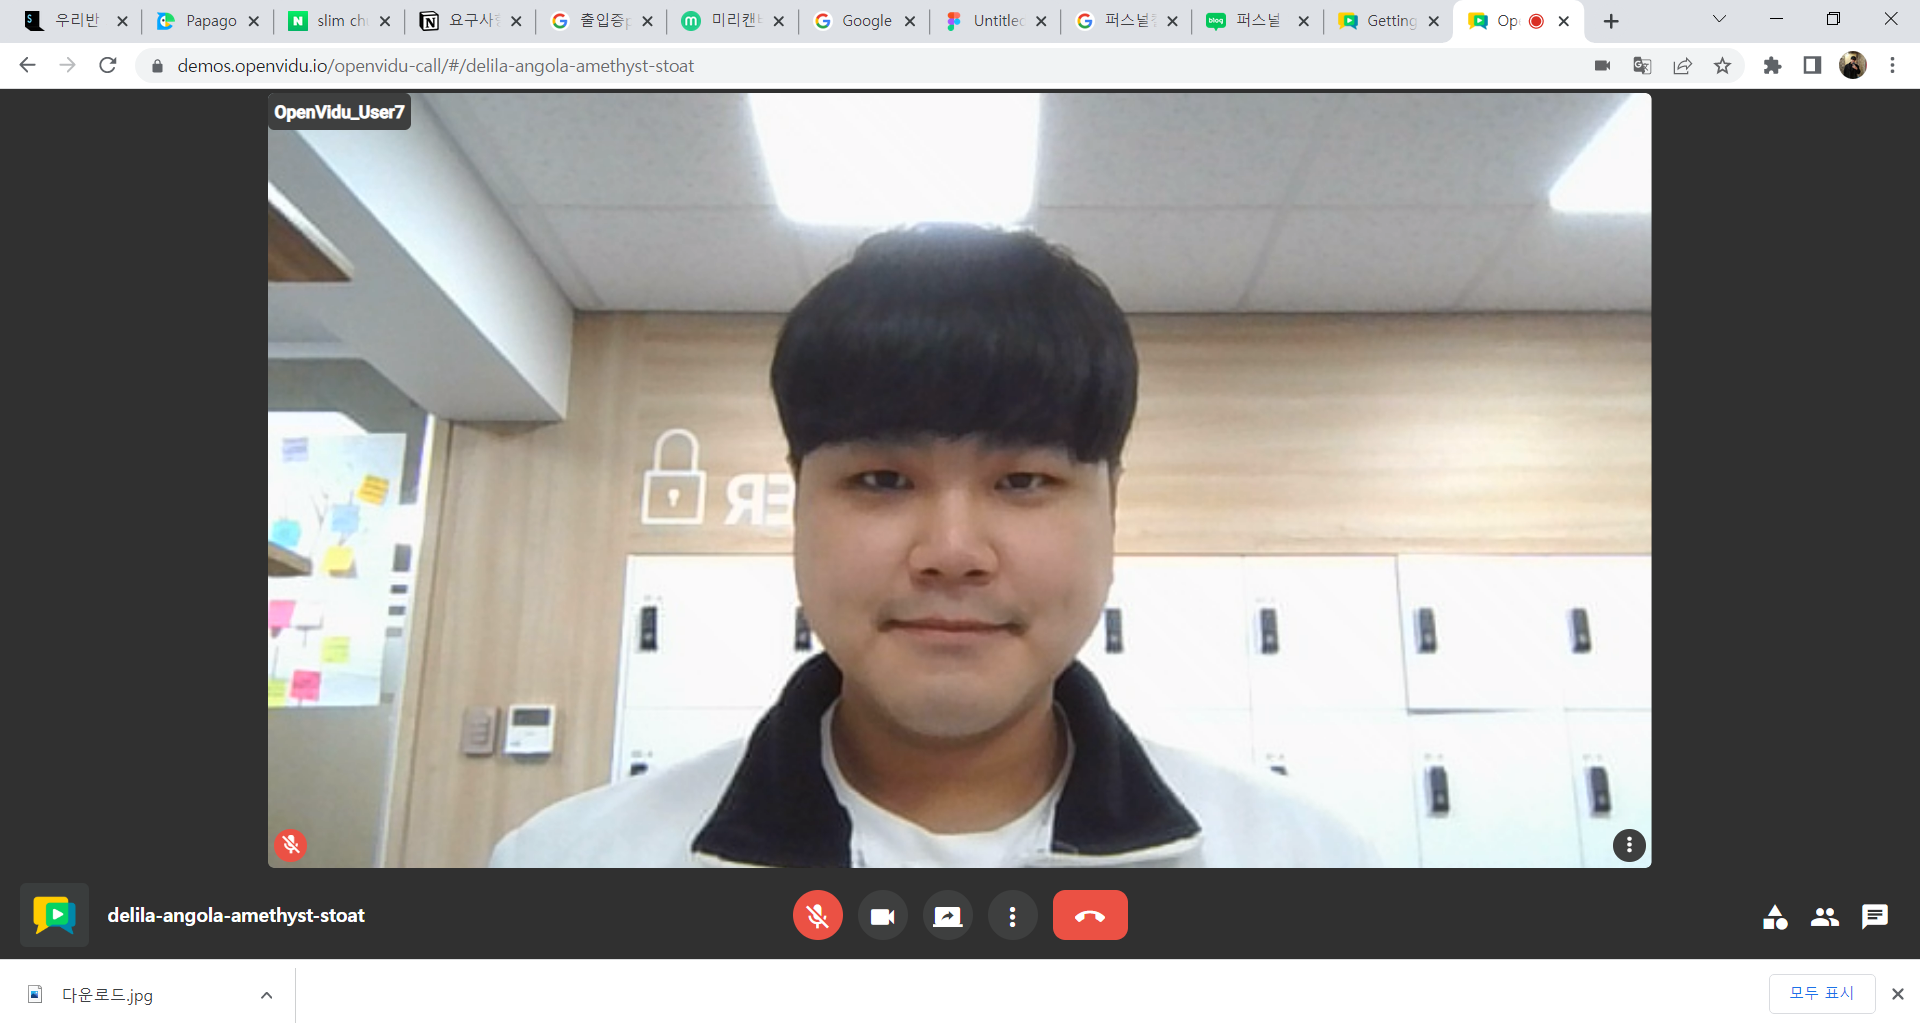 우리반
Papago
slim ch
요구사
출입증p
미리캔
Google
Untitled
퍼스널
퍼스널
Getting
Op
demos.openvidu.io/openvidu-call/#/delila-angola-amethyst-stoat
OpenVidu_User7
ER
delila-angola-amethyst-stoat
다운로드.jpg
모두 표시